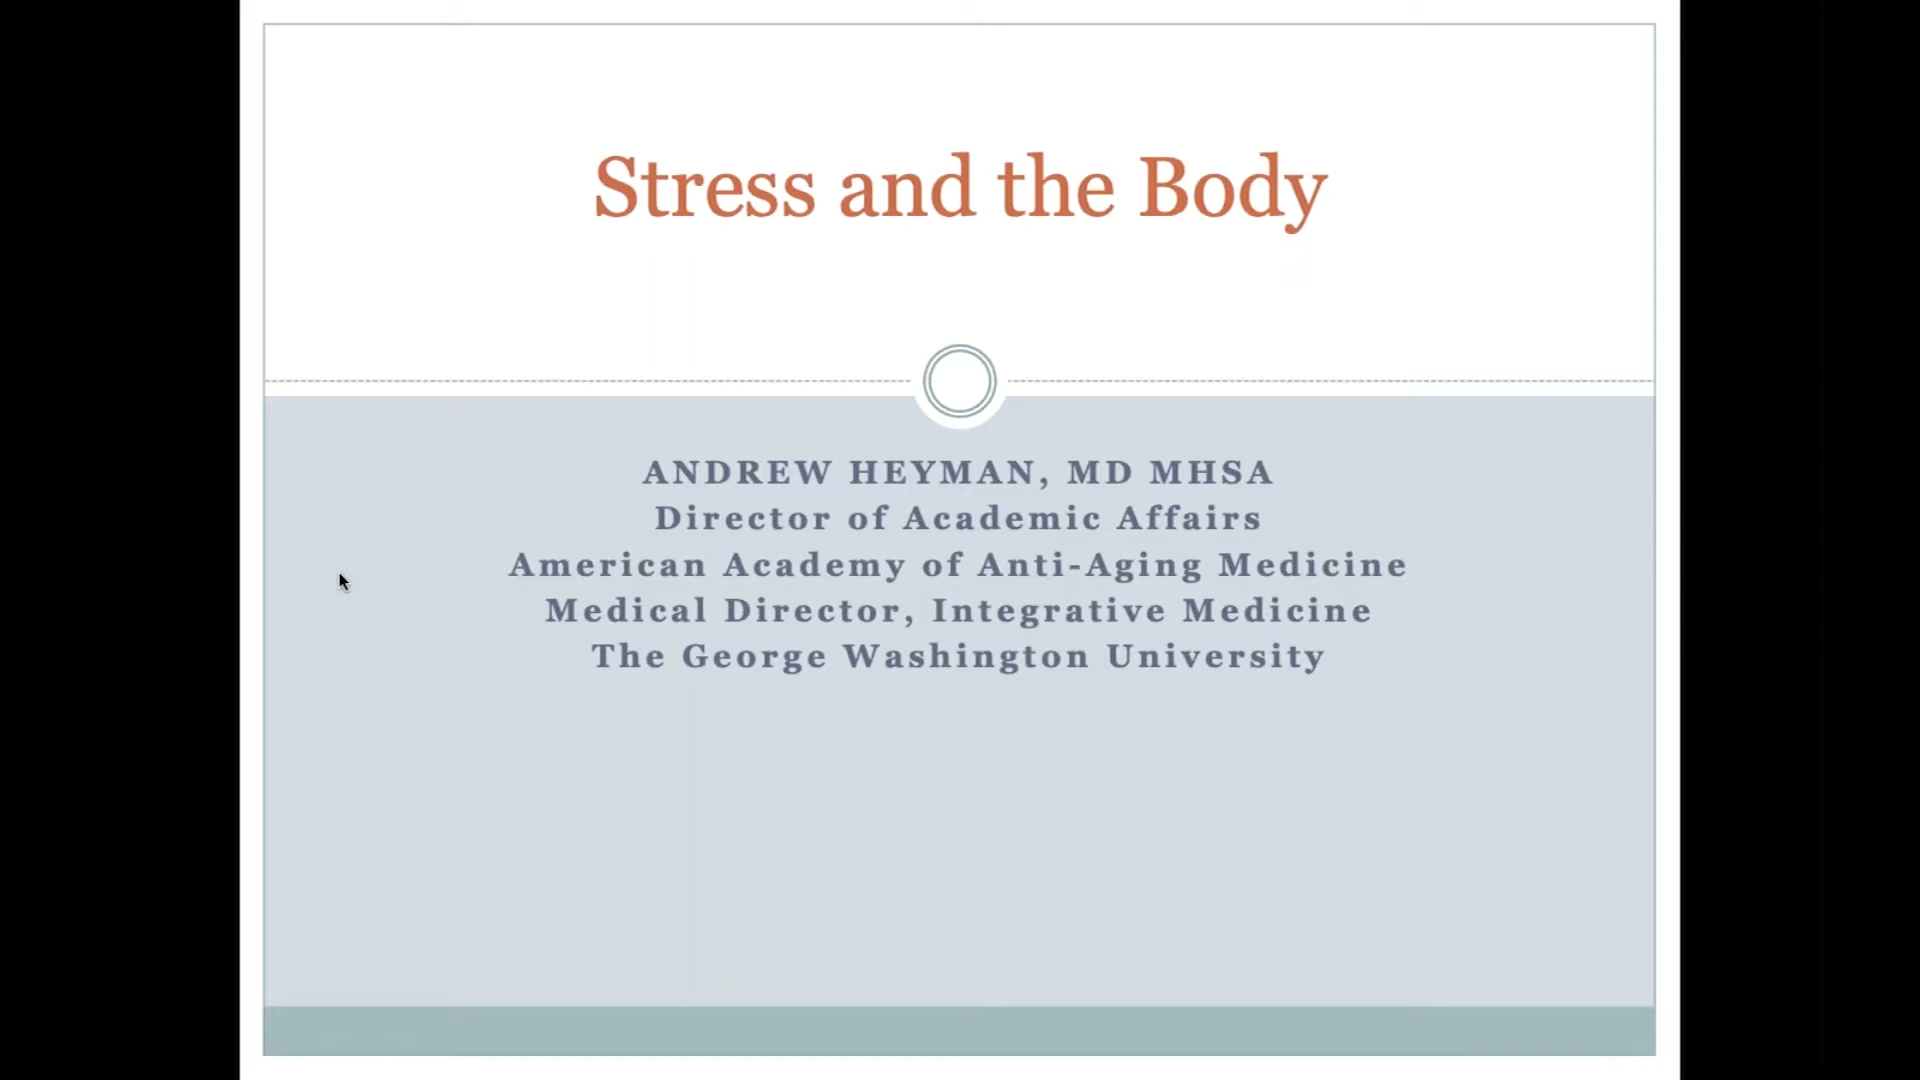 Stress and the Body
ANDREW HEYMAN, MD MHSA
Director of Academic Affairs
American Academy of Anti-Aging Medicine
Medical Director, Integrative Medicine
The George Washington University